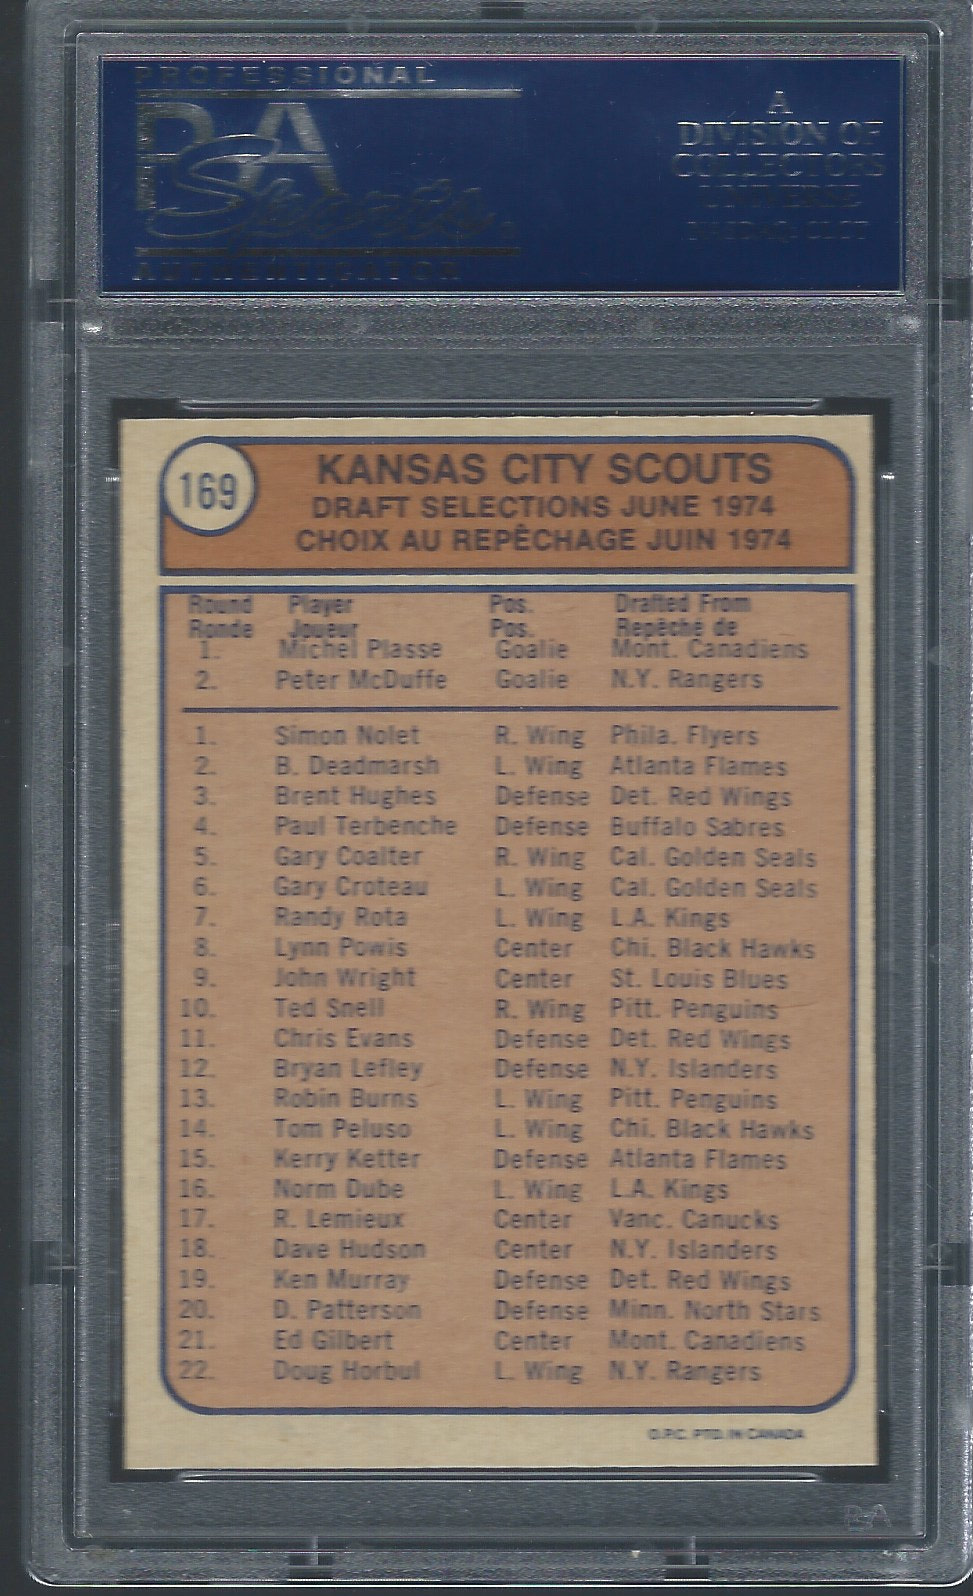 PROFESSIONAL
PSA
Sports
AUTHENTICATOR
A
DIVISION OF
COLLECTORS
UNIVERSE
NASDAQ: CLCT
169
KANSAS CITY SCOUTS
DRAFT SELECTIONS JUNE 1974
CHOIX AU REPÊCHAGE JUIN 1974
Round Player Pos. Drafted From
Ronde Joueur Pos. Repêché de
1. Michel Plasse Goalie Mont. Canadiens
2. Peter McDuffe Goalie N.Y. Rangers
1. Simon Nolet R. Wing Phila. Flyers
2. B. Deadmarsh L. Wing Atlanta Flames
3. Brent Hughes Defense Det. Red Wings
4. Paul Terbenche Defense Buffalo Sabres
5. Gary Coalter R. Wing Cal. Golden Seals
6. Gary Croteau L. Wing Cal. Golden Seals
7. Randy Rota L. Wing L.A. Kings
8. Lynn Powis Center Chi. Black Hawks
9. John Wright Center St. Louis Blues
10. Ted Snell R. Wing Pitt. Penguins
11. Chris Evans Defense Det. Red Wings
12. Bryan Lefley Defense N.Y. Islanders
13. Robin Burns L. Wing Pitt. Penguins
14. Tom Peluso L. Wing Chi. Black Hawks
15. Kerry Ketter Defense Atlanta Flames
16. Norm Dube L. Wing L.A. Kings
17. R. Lemieux Center Vanc. Canucks
18. Dave Hudson Center N.Y. Islanders
19. Ken Murray Defense Det. Red Wings
20. D. Patterson Defense Minn. North Stars
21. Ed Gilbert Center Mont. Canadiens
22. Doug Horbul L. Wing N.Y. Rangers
O.P.C. PTD. IN CANADA
PSA